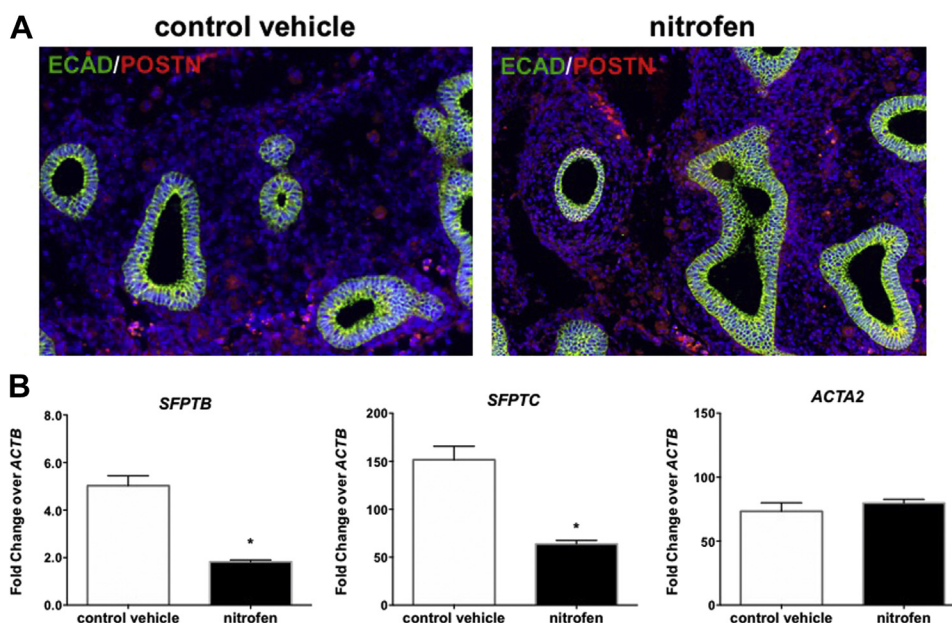 A
control vehicle
nitrofen
ECAD/POSTN
ECAD/POSTN
B
SFPTB
Fold Change over ACTB
8.0
6.0
4.0
2.0
0.0
*
control vehicle
nitrofen
SFPTC
Fold Change over ACTB
200
150
100
50
0
*
control vehicle
nitrofen
ACTA2
Fold Change over ACTB
150
100
50
0
control vehicle
nitrofen